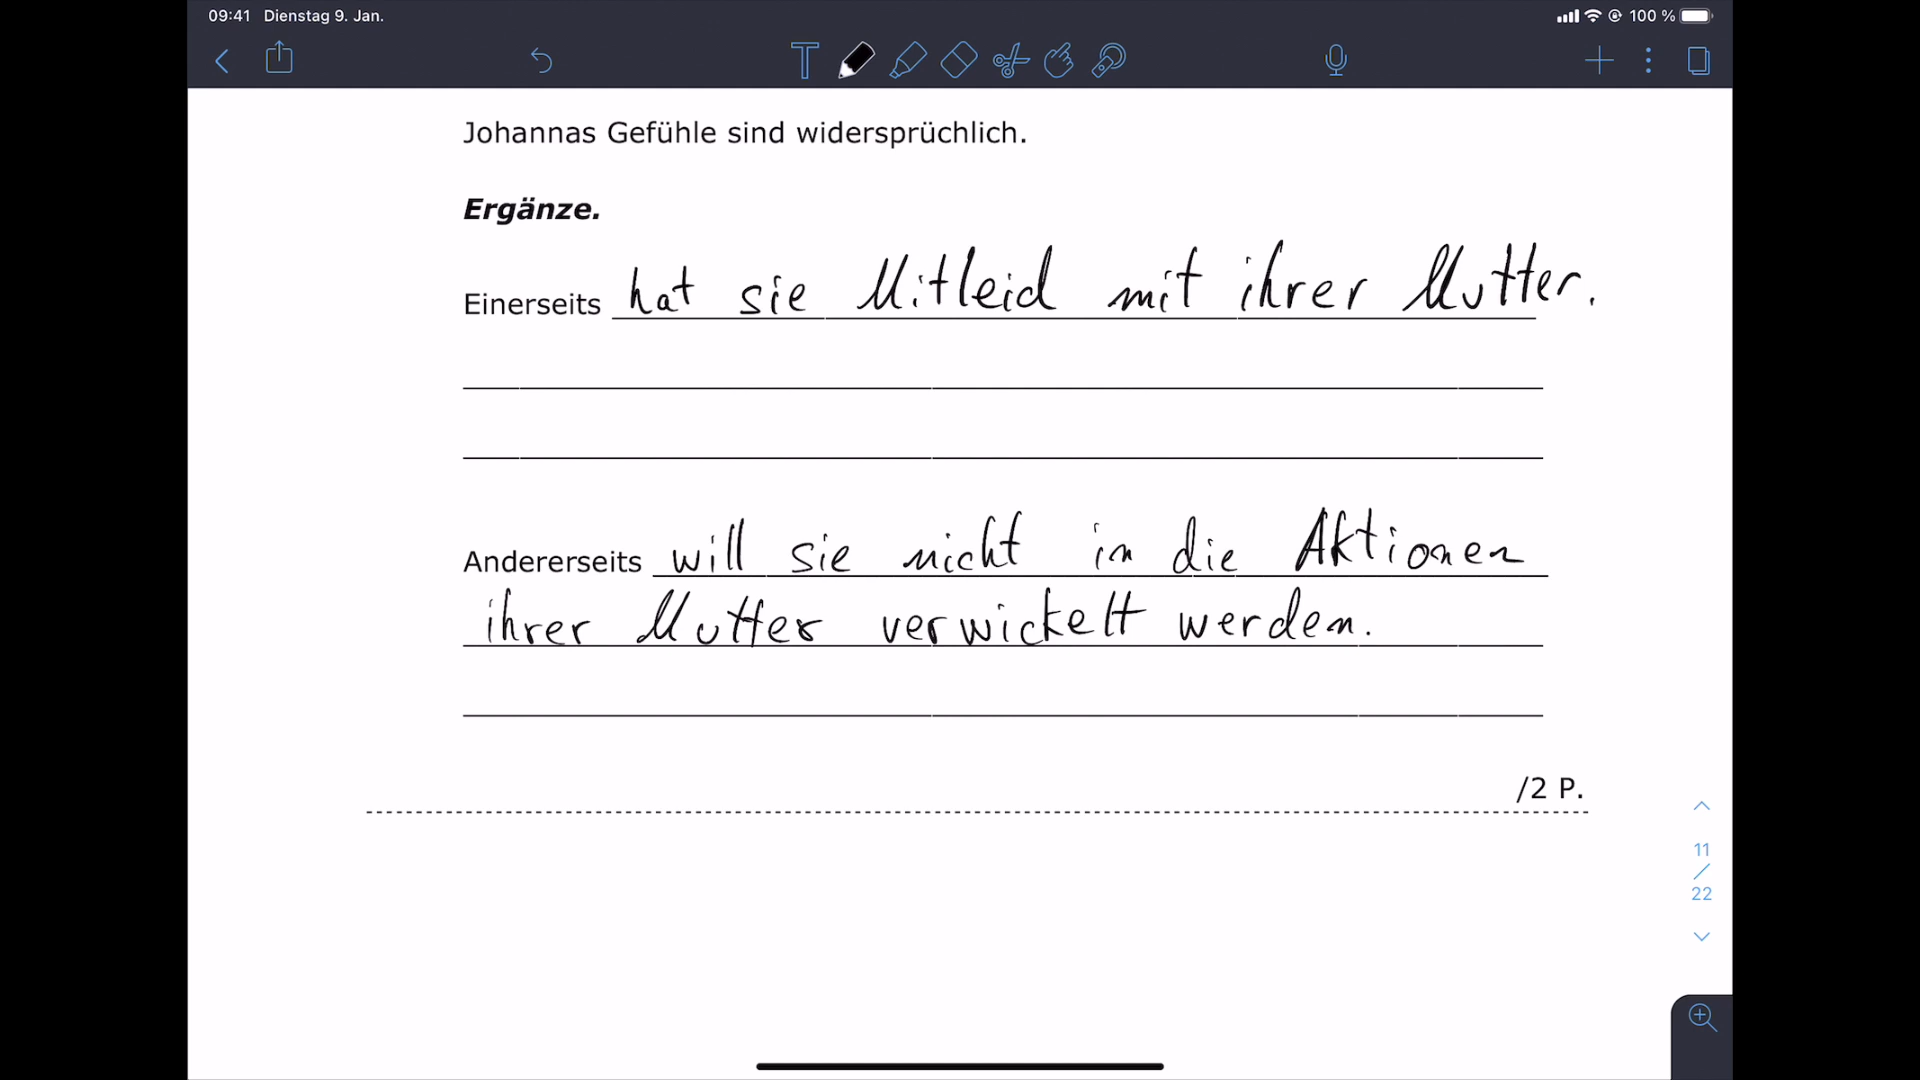 09:41 Dienstag 9. Jan. 100 %
Johannas Gefühle sind widersprüchlich.
Ergänze.
Einerseits hat sie Mitleid mit ihrer Mutter.
Andererseits will sie nicht in die Aktionen
ihrer Mutter verwickelt werden.
/2 P.
11
/
22